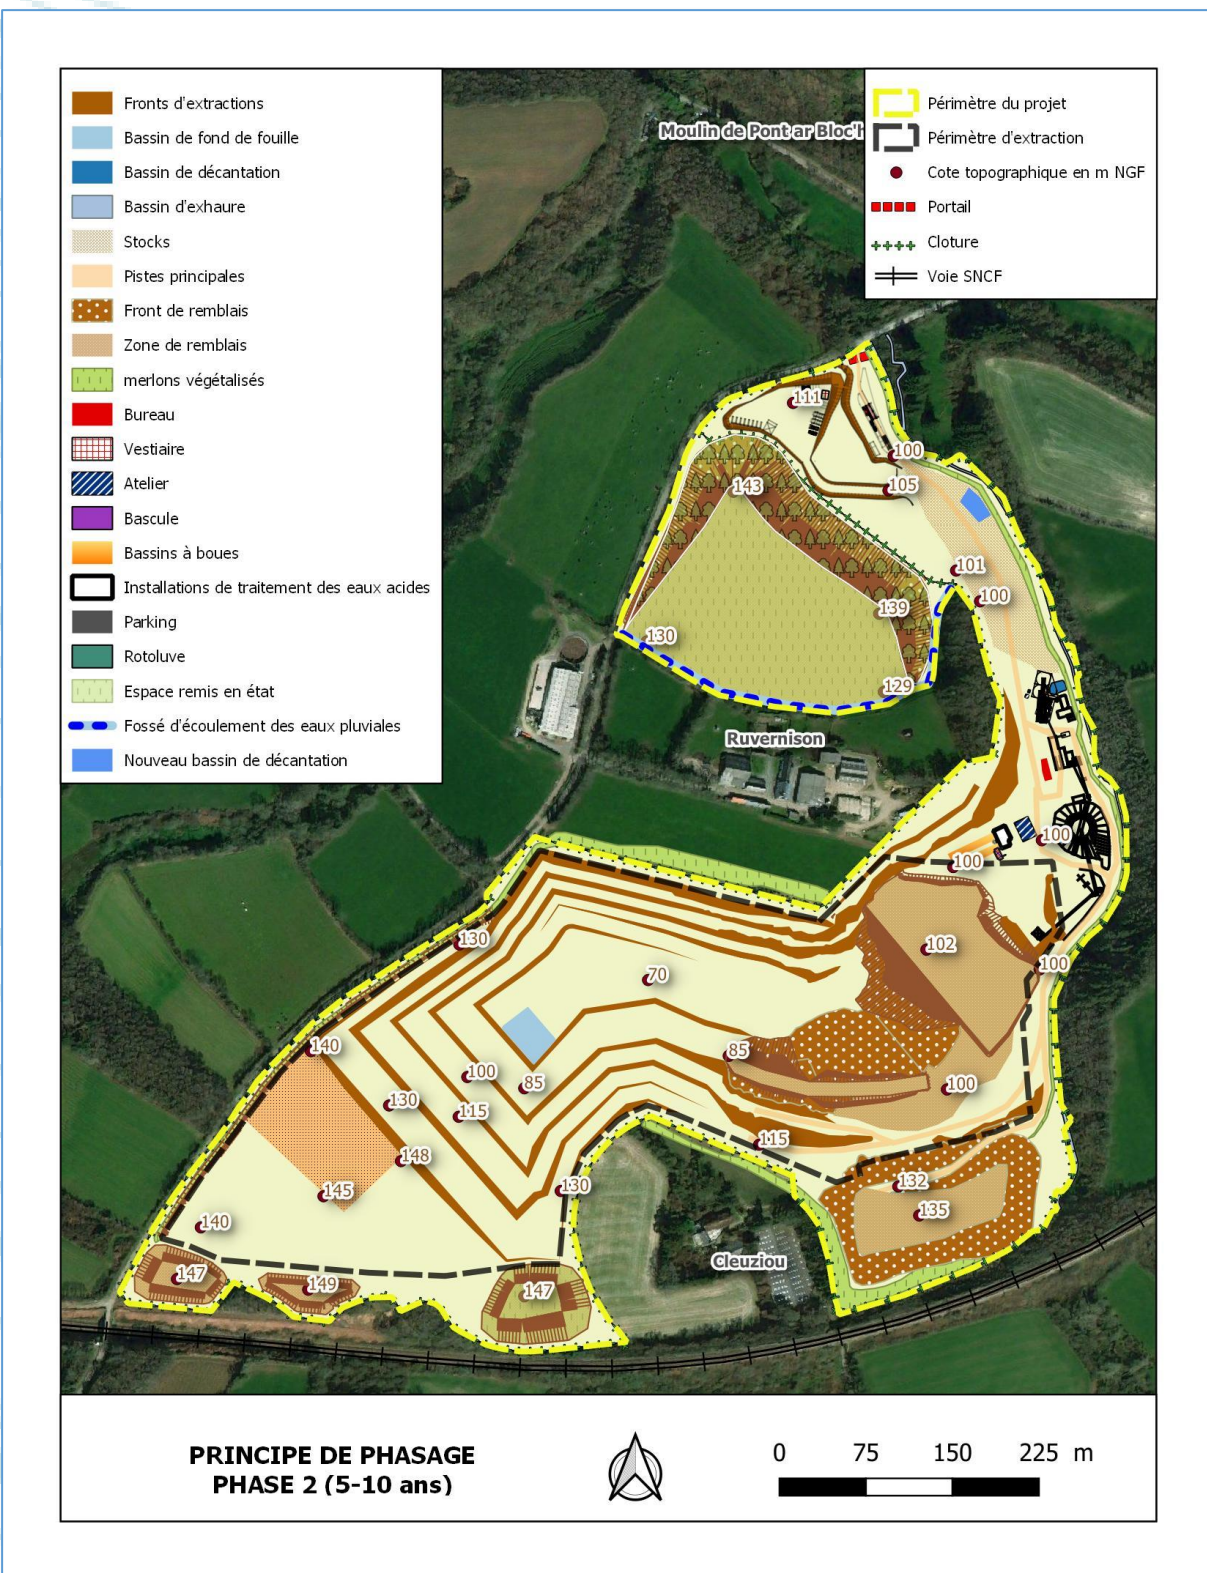 Fronts d'extractions
Bassin de fond de fouille
Bassin de décantation
Bassin d'exhaure
Stocks
Pistes principales
Front de remblais
Zone de remblais
merlons végétalisés
Bureau
Vestiaire
Atelier
Bascule
Bassins à boues
Installations de traitement des eaux acides
Parking
Rotoluve
Espace remis en état
Fossé d'écoulement des eaux pluviales
Nouveau bassin de décantation
Périmètre du projet
Périmètre d'extraction
Cote topographique en m NGF
Portail
Cloture
Voie SNCF
Moulin de Pont ar Bloc'h
111
100
105
143
101
100
139
130
129
Ruvernison
100
100
130
102
100
70
140
85
100
85
100
130
115
115
148
130
132
145
135
140
Cleuziou
147
149
147
PRINCIPE DE PHASAGE
PHASE 2 (5-10 ans)
0 75 150 225 m